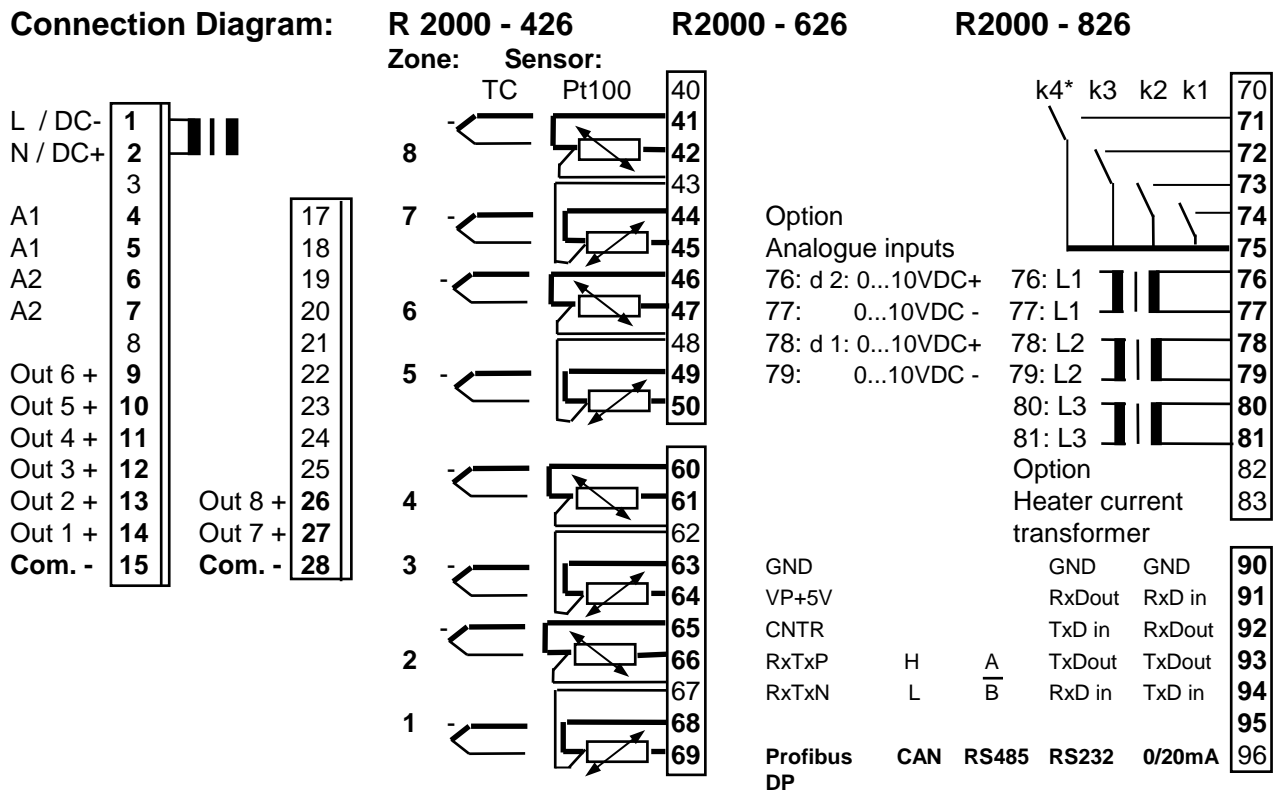 Connection Diagram: R 2000 - 426 R2000 - 626 R2000 - 826
Zone: Sensor:
TC Pt100 40 k4* k3 k2 k1 70
L / DC- 1 - 41 71
N / DC+ 2 8 42 72
3 43 73
A1 4 17 7 - 44 Option 74
A1 5 18 45 Analogue inputs 75
A2 6 19 - 46 76: d 2: 0...10VDC+ 76: L1 76
A2 7 20 6 47 77: 0...10VDC - 77: L1 77
8 21 48 78: d 1: 0...10VDC+ 78: L2 78
Out 6 + 9 22 5 - 49 79: 0...10VDC - 79: L2 79
Out 5 + 10 23 50 80: L3 80
Out 4 + 11 24 81: L3 81
Out 3 + 12 25 - 60 Option 82
Out 2 + 13 Out 8 + 26 4 61 Heater current 83
Out 1 + 14 Out 7 + 27 62 transformer
Com. - 15 Com. - 28 3 - 63 GND GND GND 90
64 VP+5V RxDout RxD in 91
- 65 CNTR TxD in RxDout 92
2 66 RxTxP H A TxDout TxDout 93
67 RxTxN L B RxD in TxD in 94
1 - 68 95
69 Profibus CAN RS485 RS232 0/20mA 96
DP